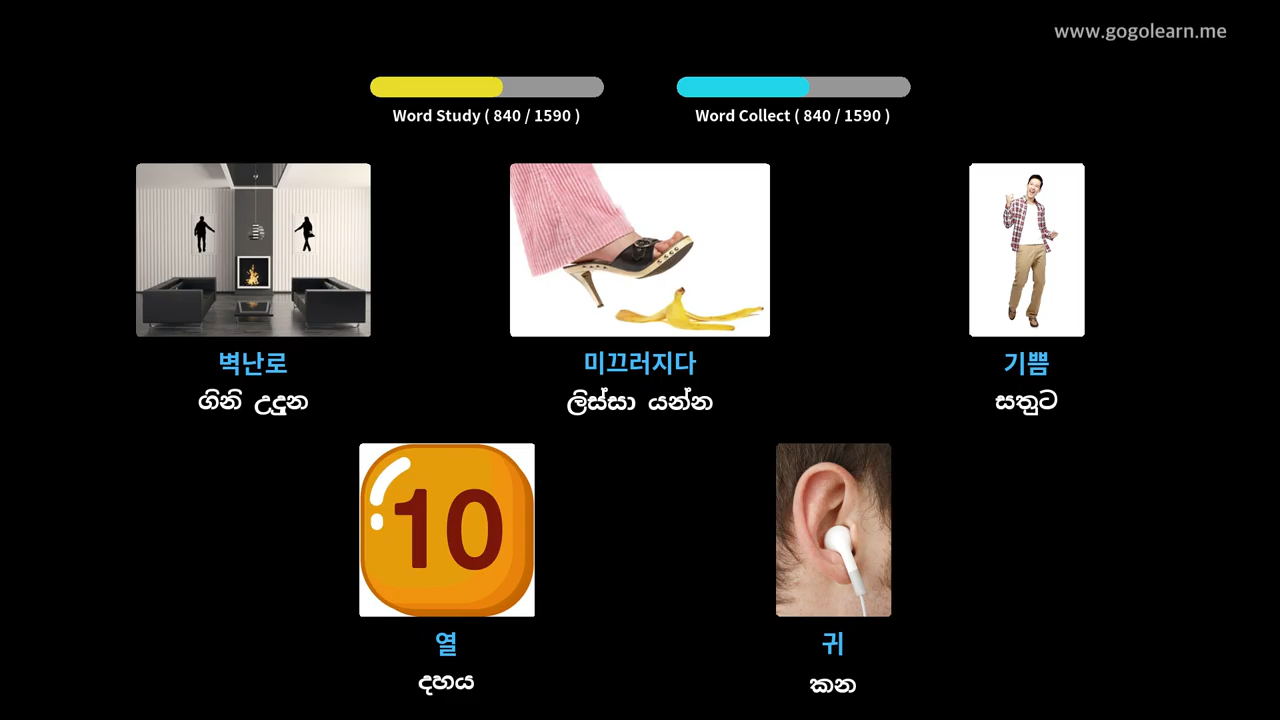 www.gogolearn.me
Word Study ( 840 / 1590 )
Word Collect ( 840 / 1590 )
벽난로
미끄러지다
기쁨
ගිනි උදුන
ලිස්සා යන්න
සතුට
10
열
귀
දහය
කන